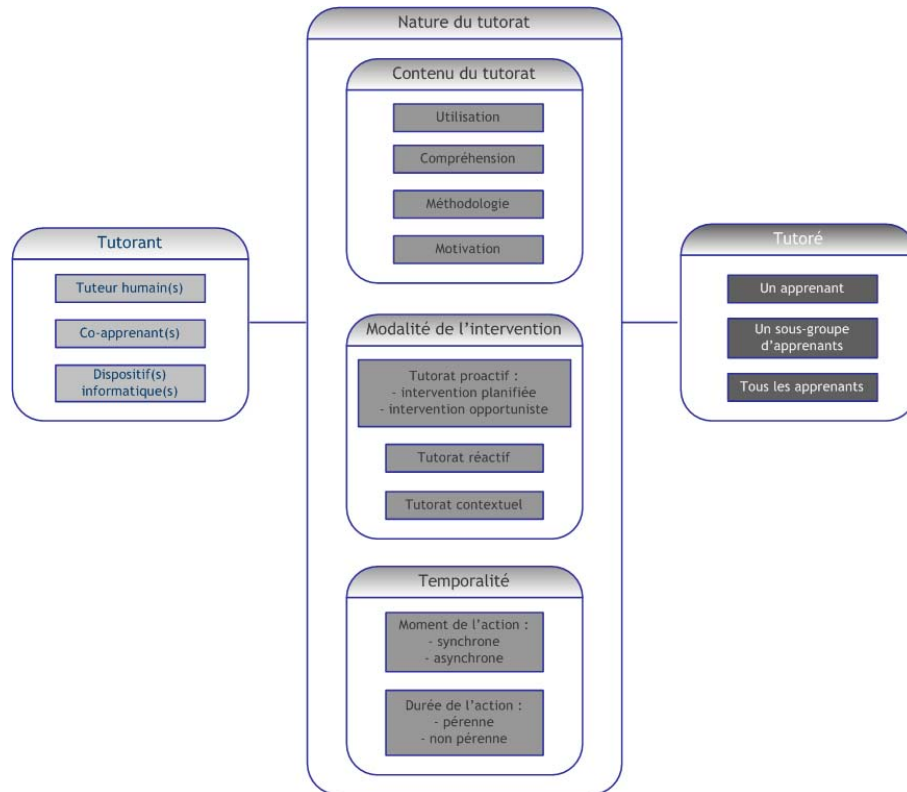 Nature du tutorat
Contenu du tutorat
Utilisation
Compréhension
Méthodologie
Motivation
Tutorant
Tuteur humain(s)
Co-apprenant(s)
Dispositif(s)
informatique(s)
Modalité de l'intervention
Tutorat proactif :
- intervention planifiée
- intervention opportuniste
Tutorat réactif
Tutorat contextuel
Temporalité
Moment de l'action :
- synchrone
- asynchrone
Durée de l'action :
- pérenne
- non pérenne
Tutoré
Un apprenant
Un sous-groupe
d'apprenants
Tous les apprenants